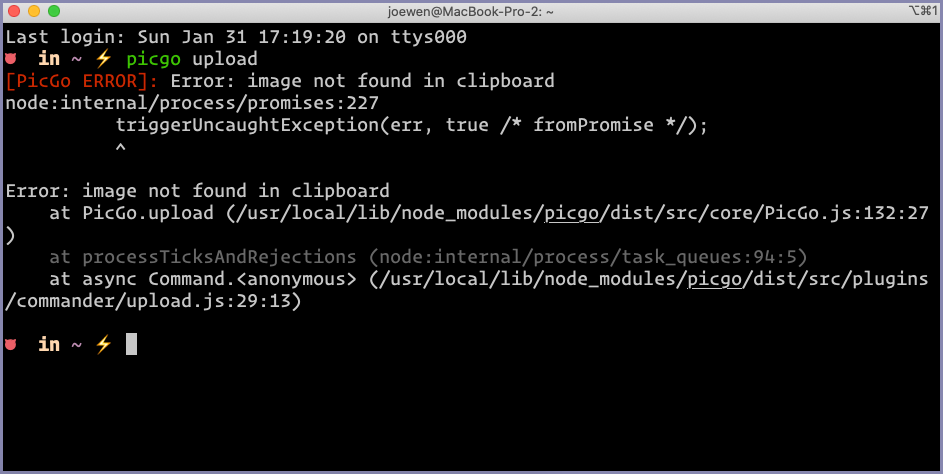 joewen@MacBook-Pro-2: ~
⌥⌘1
Last login: Sun Jan 31 17:19:20 on ttys000
in ~ ⚡ picgo upload
[PicGo ERROR]: Error: image not found in clipboard
node:internal/process/promises:227
            triggerUncaughtException(err, true /* fromPromise */);
            ^
Error: image not found in clipboard
    at PicGo.upload (/usr/local/lib/node_modules/picgo/dist/src/core/PicGo.js:132:27
)
    at processTicksAndRejections (node:internal/process/task_queues:94:5)
    at async Command.<anonymous> (/usr/local/lib/node_modules/picgo/dist/src/plugins
/commander/upload.js:29:13)
in ~ ⚡